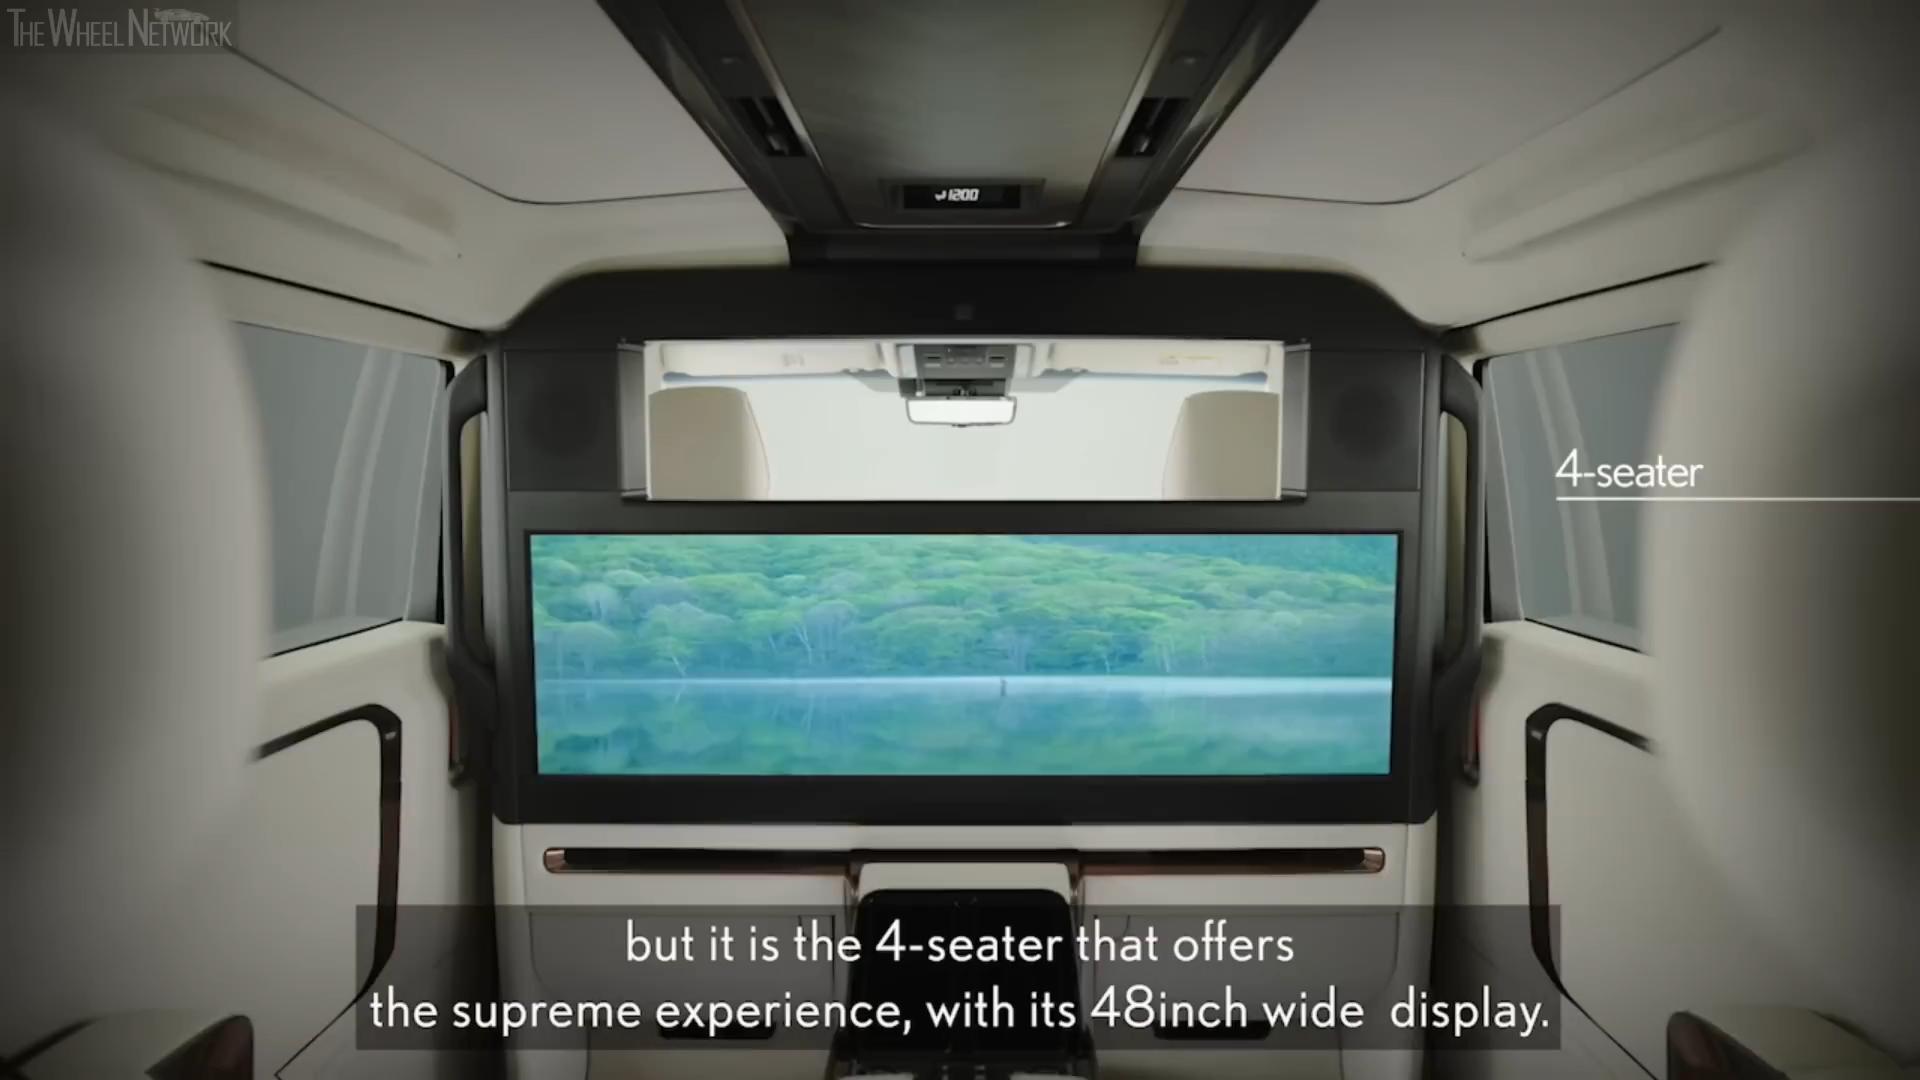 THE WHEEL NETWORK
1200
4-seater
but it is the 4-seater that offers
the supreme experience, with its 48inch wide display.